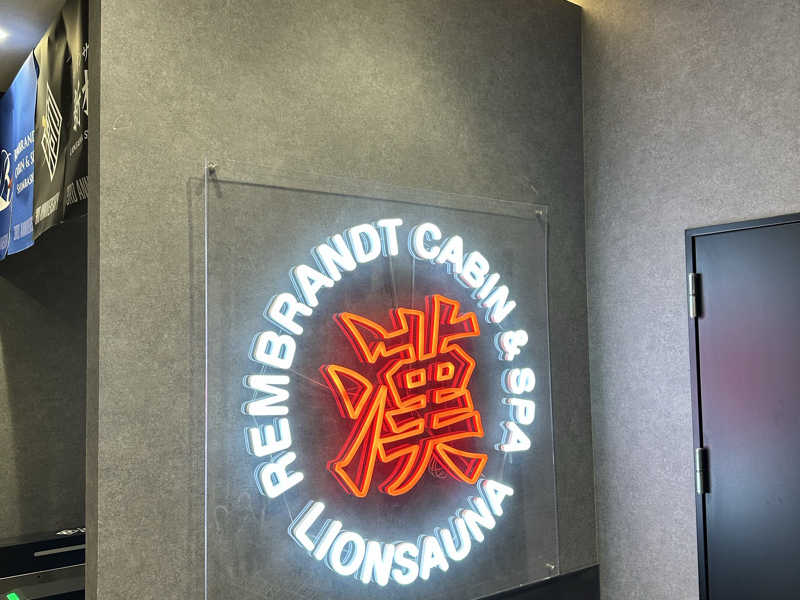 REMBRANDT CABIN & SPA
漢
LIONSAUNA